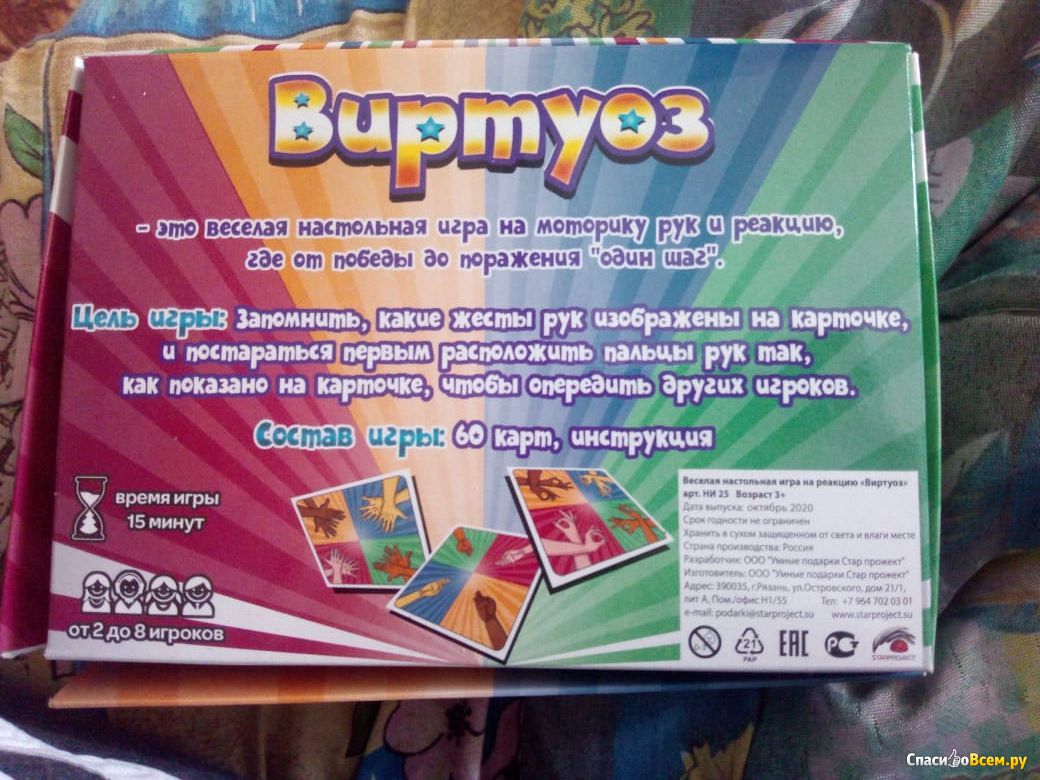 Виртуоз
- это веселая настольная игра на моторику рук и реакцию,
где от победы до поражения "один шаг".
Цель игры: Запомнить, какие жесты рук изображены на карточке,
и постараться первым расположить пальцы рук так,
как показано на карточке, чтобы опередить других игроков.
Состав игры: 60 карт, инструкция
время игры
15 минут
от 2 до 8 игроков
Веселая настольная игра на реакцию «Виртуоз»
арт. НИ 25 Возраст 3+
Дата выпуска: октябрь 2020
Срок годности не ограничен
Хранить в сухом защищенном от света и влаги месте
Страна производства: Россия
Разработчик: ООО "Умные подарки Стар прожект"
Изготовитель: ООО "Умные подарки Стар прожект"
Адрес: 390035, г.Рязань, ул.Островского, дом 21/1,
лит А, Пом./офис Н1/55 Тел: +7 964 702 03 01
e-mail: podarki@starproject.su www.starproject.su
21
PAP
EAC
STARPROJECT
СпасибоВсем.ру